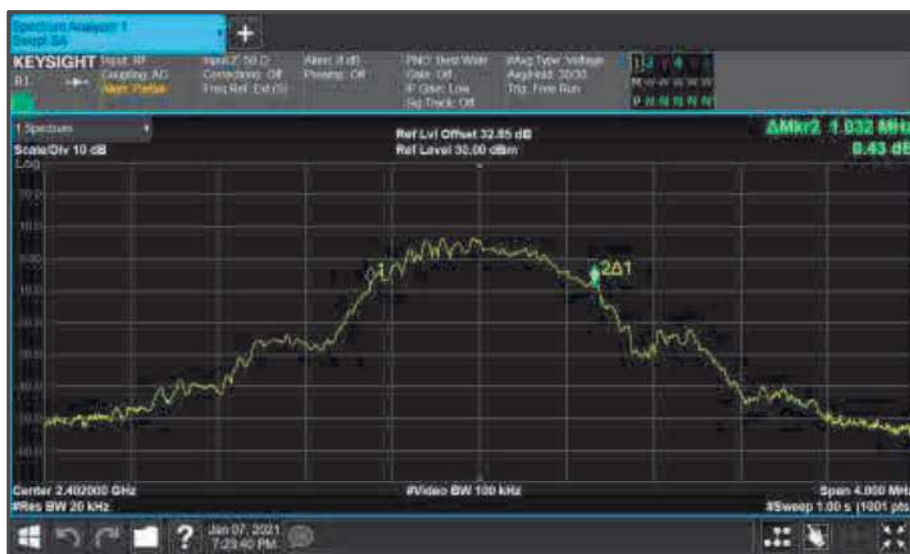 Spectrum Analyzer 1
Swept SA
+
KEYSIGHT Input: RF Input Z: 50 Ω PNO: Best Wide Avg Type: Voltage
Coupling: AC Corrections: Off Preamp: Off Gate: Off Avg|Hold: 30/30
Align: Partial Freq Ref: Ext (S) IF Gain: Low Trig: Free Run
Sig Track: Off
1 Spectrum
Ref Lvl Offset 32.85 dB
ΔMkr2 1.032 MHz
Scale/Div 10 dB
Ref Level 30.00 dBm
0.43 dB
Log
1
2Δ1
Center 2.402000 GHz
#Video BW 100 kHz
Span 4.000 MHz
#Res BW 20 kHz
#Sweep 1.00 s (1001 pts)
?
Jan 07, 2021
7:23:40 PM